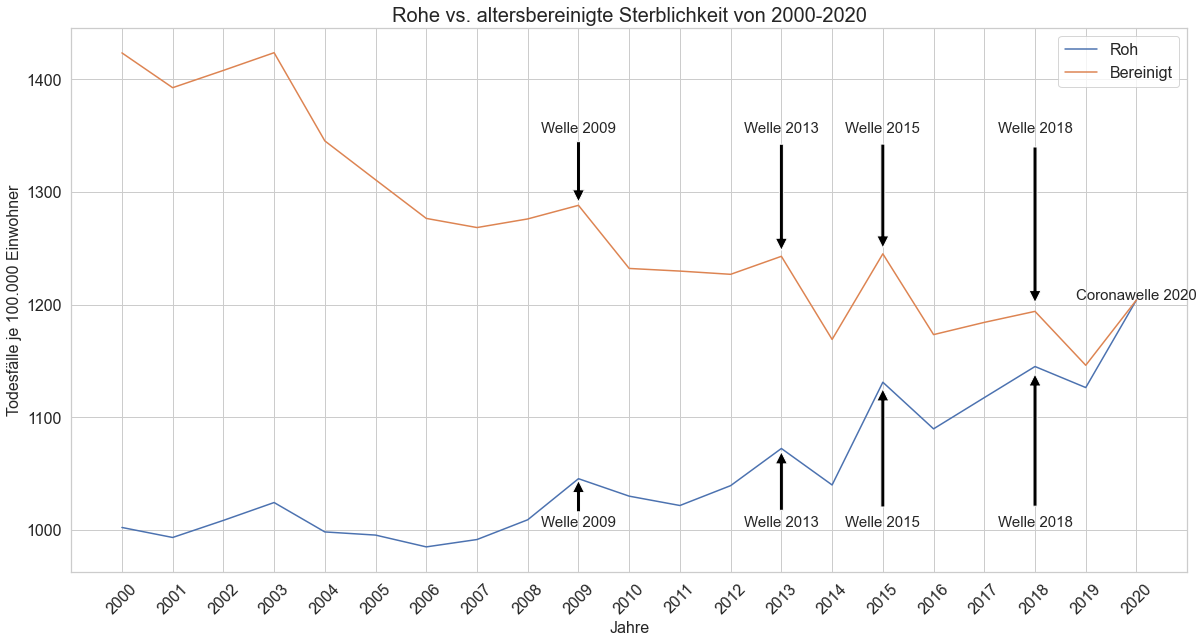 Rohe vs. altersbereinigte Sterblichkeit von 2000-2020
Roh
Bereinigt
1400
1300
1200
1100
1000
Todesfälle je 100.000 Einwohner
Welle 2009
Welle 2013
Welle 2015
Welle 2018
Coronawelle 2020
Welle 2009
Welle 2013
Welle 2015
Welle 2018
2000
2001
2002
2003
2004
2005
2006
2007
2008
2009
2010
2011
2012
2013
2014
2015
2016
2017
2018
2019
2020
Jahre